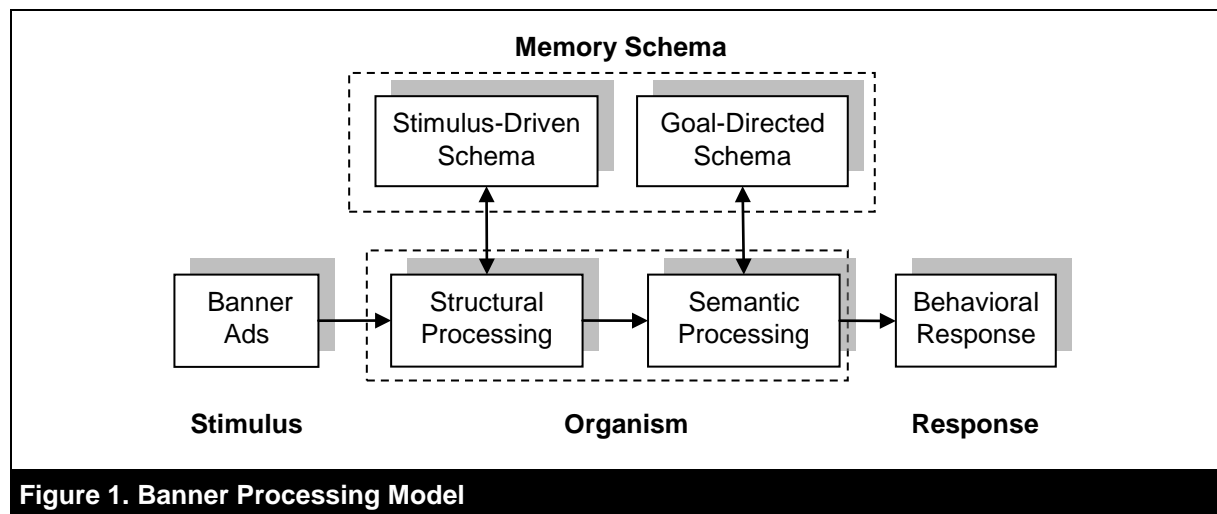 Memory Schema
Stimulus-Driven
Schema
Goal-Directed
Schema
Banner
Ads
Structural
Processing
Semantic
Processing
Behavioral
Response
Stimulus
Organism
Response
Figure 1. Banner Processing Model